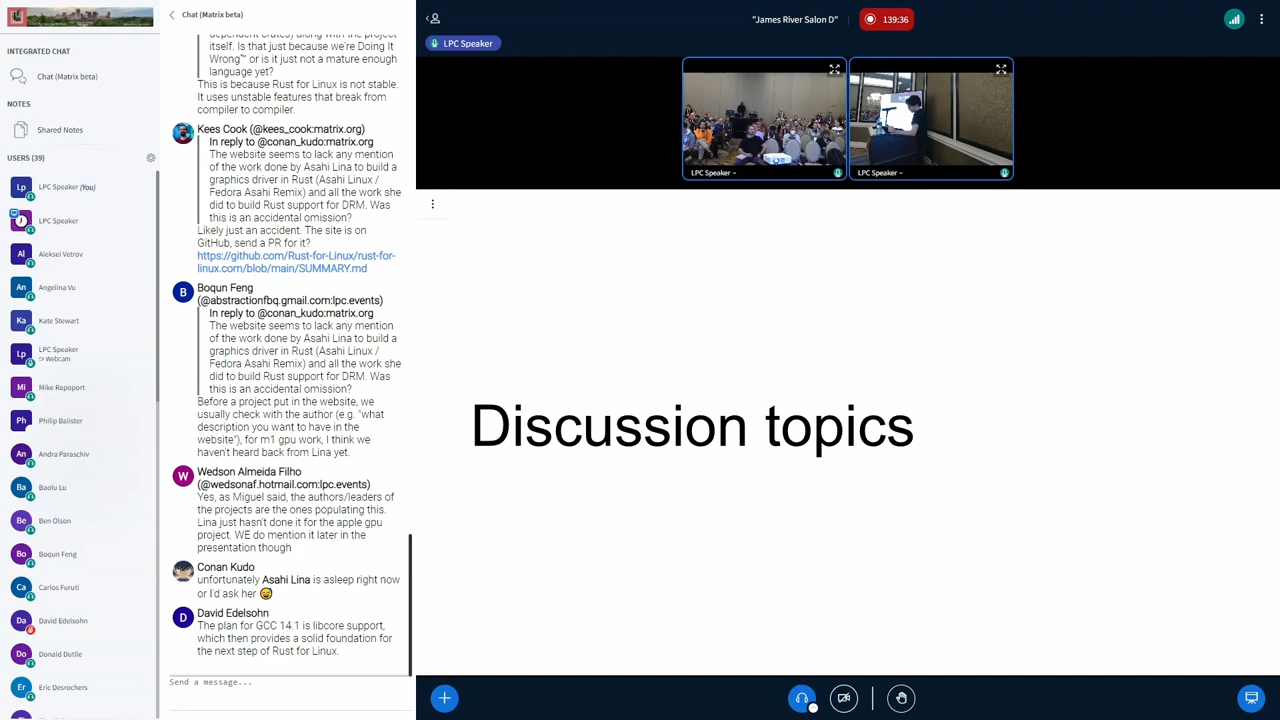 INTEGRATED CHAT
Chat (Matrix beta)
NOTES
Shared Notes
USERS (39)
Lp
LPC Speaker (You)
LPC Speaker
Al
Aleksei Vetrov
An
Angelina Vu
Ka
Kate Stewart
Lp
LPC Speaker
Webcam
Mi
Mike Rapoport
Ph
Philip Balister
An
Andra Paraschiv
Ba
Baolu Lu
Be
Ben Olson
Bo
Boqun Feng
Ca
Carlos Furuti
Da
David Edelsohn
Do
Donald Dutile
Er
Eric Desrochers
Chat (Matrix beta)
dependent crates) along with the project
itself. Is that just because we're Doing It
Wrong™ or is it just not a mature enough
language yet?
This is because Rust for Linux is not stable.
It uses unstable features that break from
compiler to compiler.
Kees Cook (@kees_cook:matrix.org)
In reply to @conan_kudo:matrix.org
The website seems to lack any mention
of the work done by Asahi Lina to build a
graphics driver in Rust (Asahi Linux /
Fedora Asahi Remix) and all the work she
did to build Rust support for DRM. Was
this is an accidental omission?
Likely just an accident. The site is on
GitHub, send a PR for it?
https://github.com/Rust-for-Linux/rust-for-
linux.com/blob/main/SUMMARY.md
B
Boqun Feng
(@abstractionfbq.gmail.com:lpc.events)
In reply to @conan_kudo:matrix.org
The website seems to lack any mention
of the work done by Asahi Lina to build a
graphics driver in Rust (Asahi Linux /
Fedora Asahi Remix) and all the work she
did to build Rust support for DRM. Was
this is an accidental omission?
Before a project put in the website, we
usually check with the author (e.g. "what
description you want to have in the
website"), for m1 gpu work, I think we
haven't heard back from Lina yet.
W
Wedson Almeida Filho
(@wedsonaf.hotmail.com:lpc.events)
Yes, as Miguel said, the authors/leaders of
the projects are the ones populating this.
Lina just hasn't done it for the apple gpu
project. WE do mention it later in the
presentation though
Conan Kudo
unfortunately Asahi Lina is asleep right now
or I'd ask her
D
David Edelsohn
The plan for GCC 14.1 is libcore support,
which then provides a solid foundation for
the next step of Rust for Linux.
Send a message...
"James River Salon D"
139:36
LPC Speaker
LPC Speaker
LPC Speaker
Discussion topics